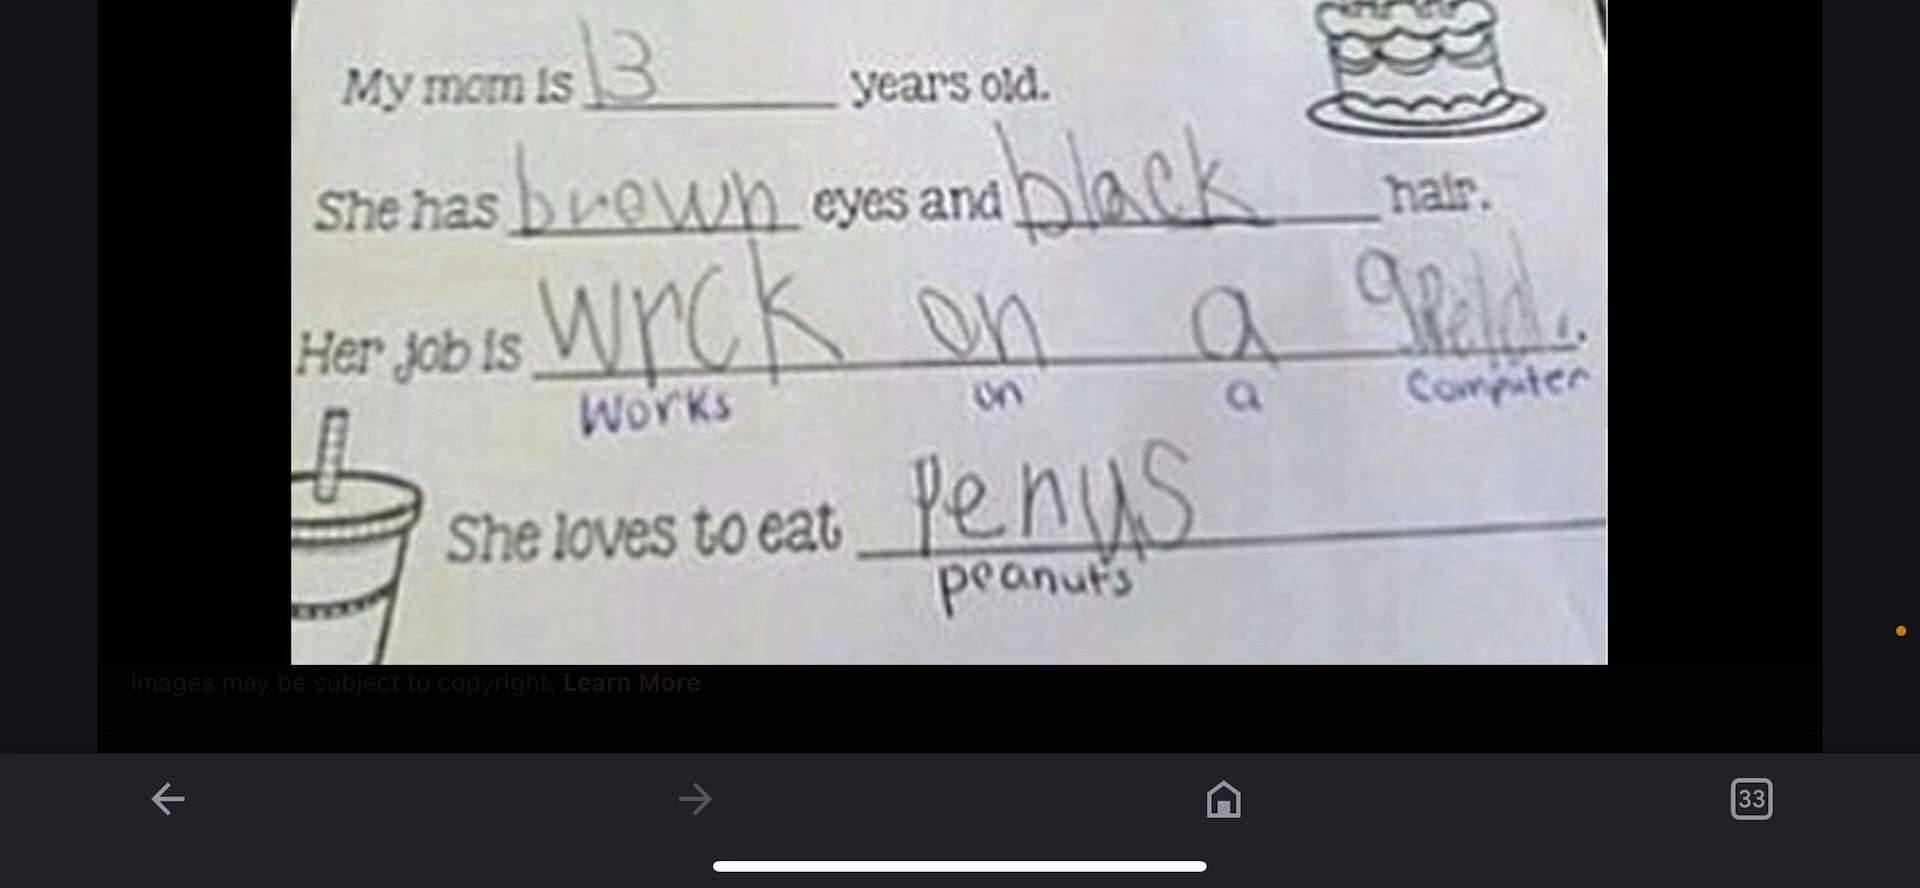 My mom is 13 years old.
She has brown eyes and black hair.
Her job is wrck on a
works on a computer
She loves to eat penus
peanuts
Images may be subject to copyright. Learn More
33